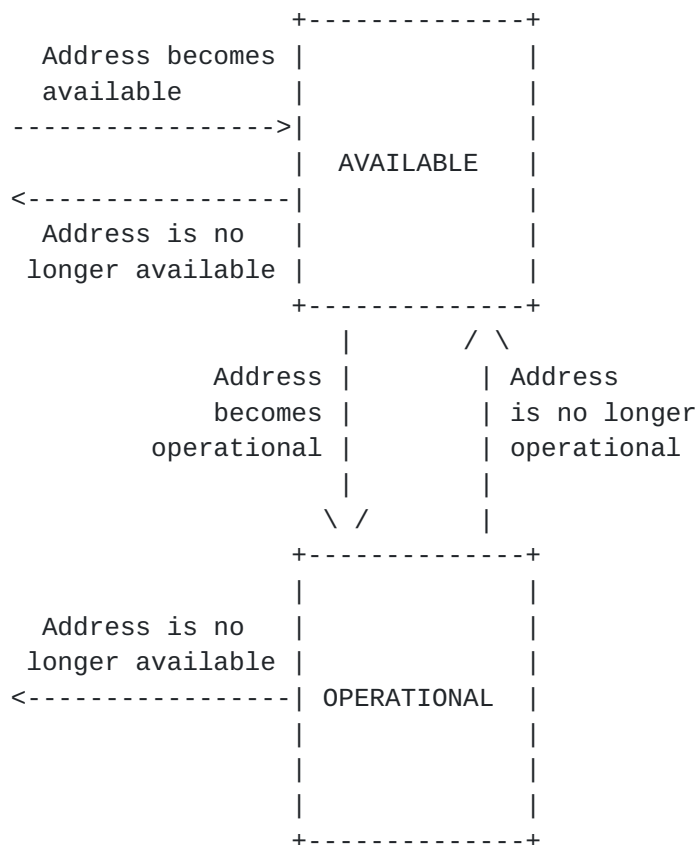 Address becomes
available
AVAILABLE
Address is no
longer available
Address Address
becomes is no longer
operational operational
Address is no
longer available
OPERATIONAL